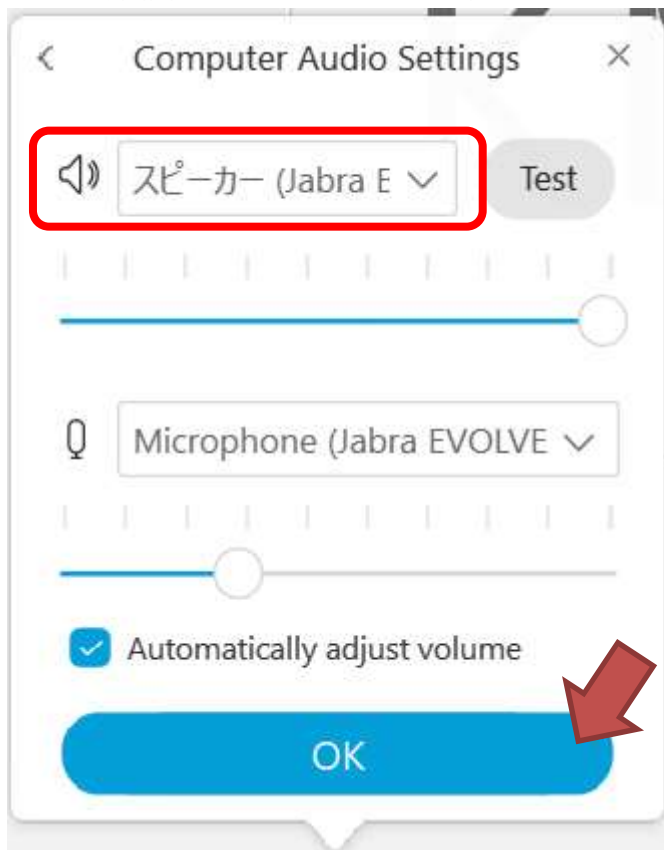 Computer Audio Settings
スピーカー (Jabra E
Test
Microphone (Jabra EVOLVE
Automatically adjust volume
OK